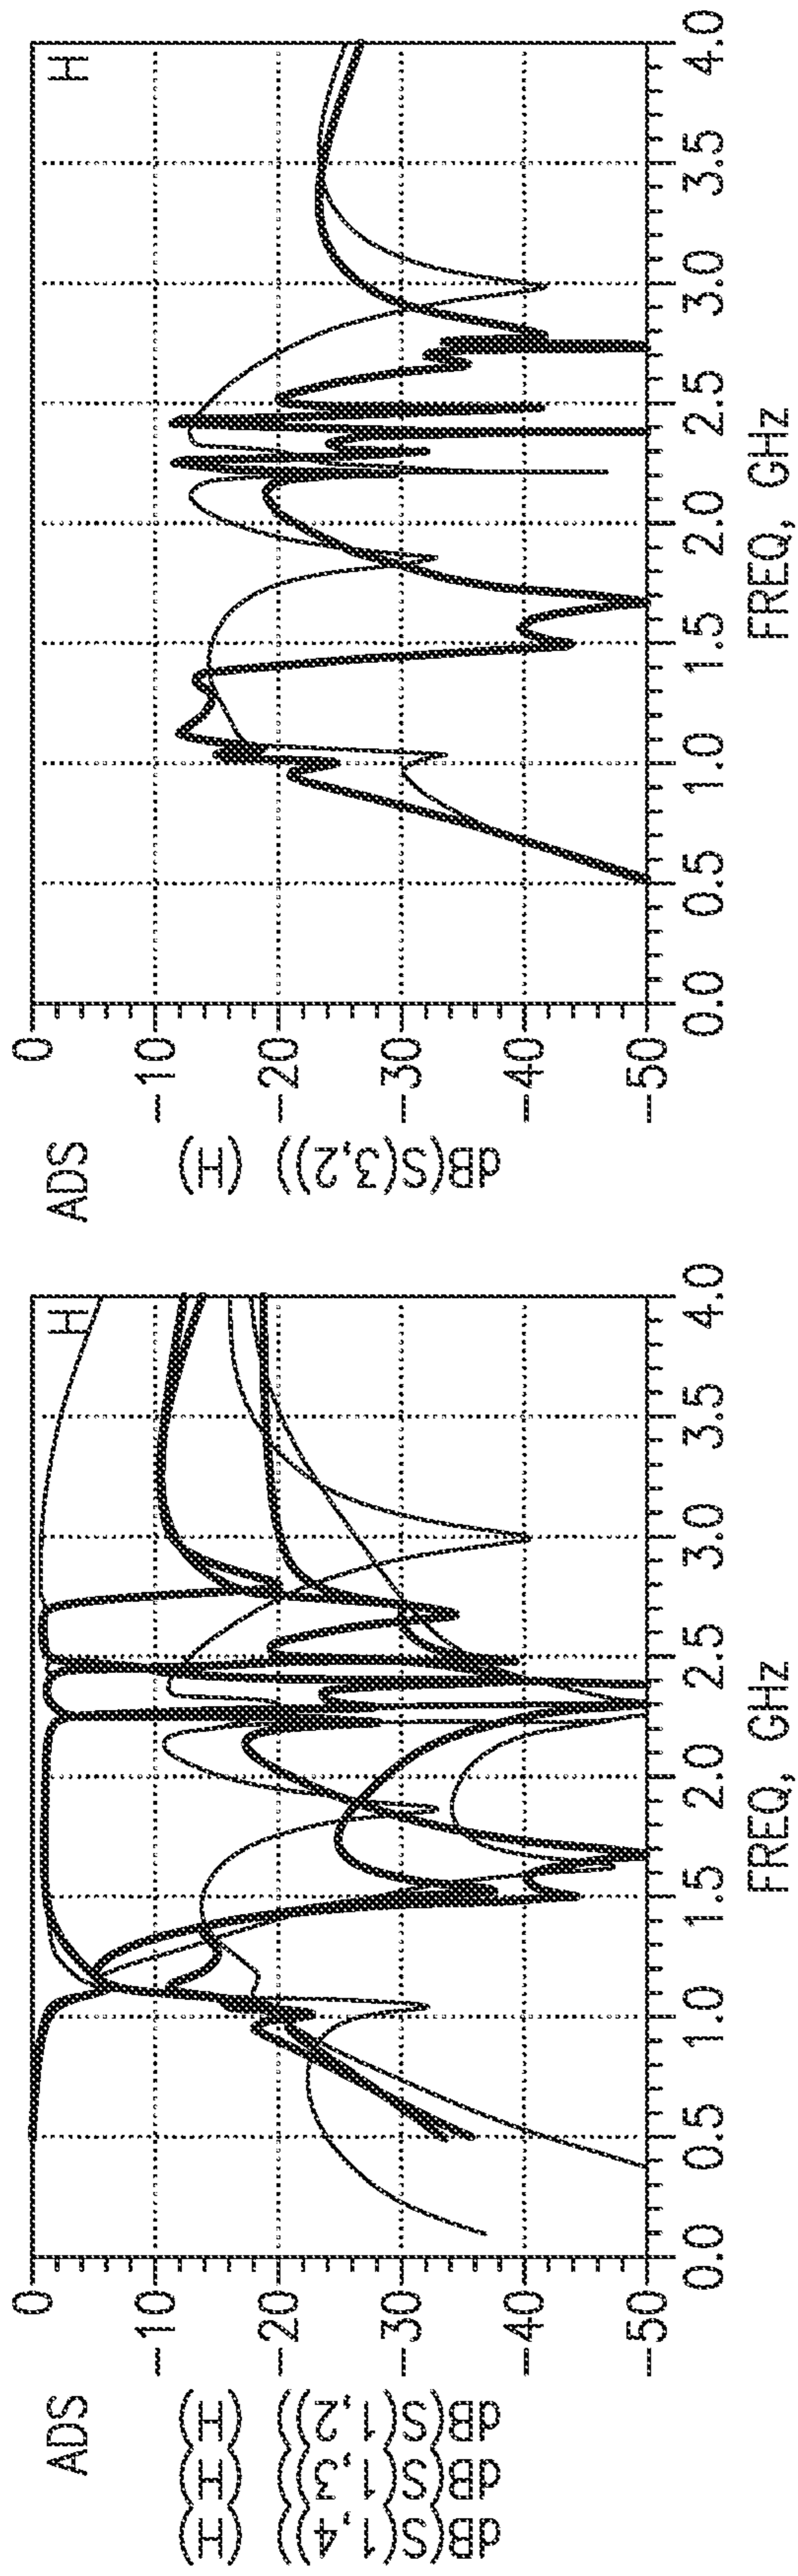 ADS
dB(S(1,4)) (H)
dB(S(1,3)) (H)
dB(S(1,2)) (H)
0
-10
-20
-30
-40
-50
H
0.0 0.5 1.0 1.5 2.0 2.5 3.0 3.5 4.0
FREQ, GHz
ADS
dB(S(3,2)) (H)
0
-10
-20
-30
-40
-50
H
0.0 0.5 1.0 1.5 2.0 2.5 3.0 3.5 4.0
FREQ, GHz